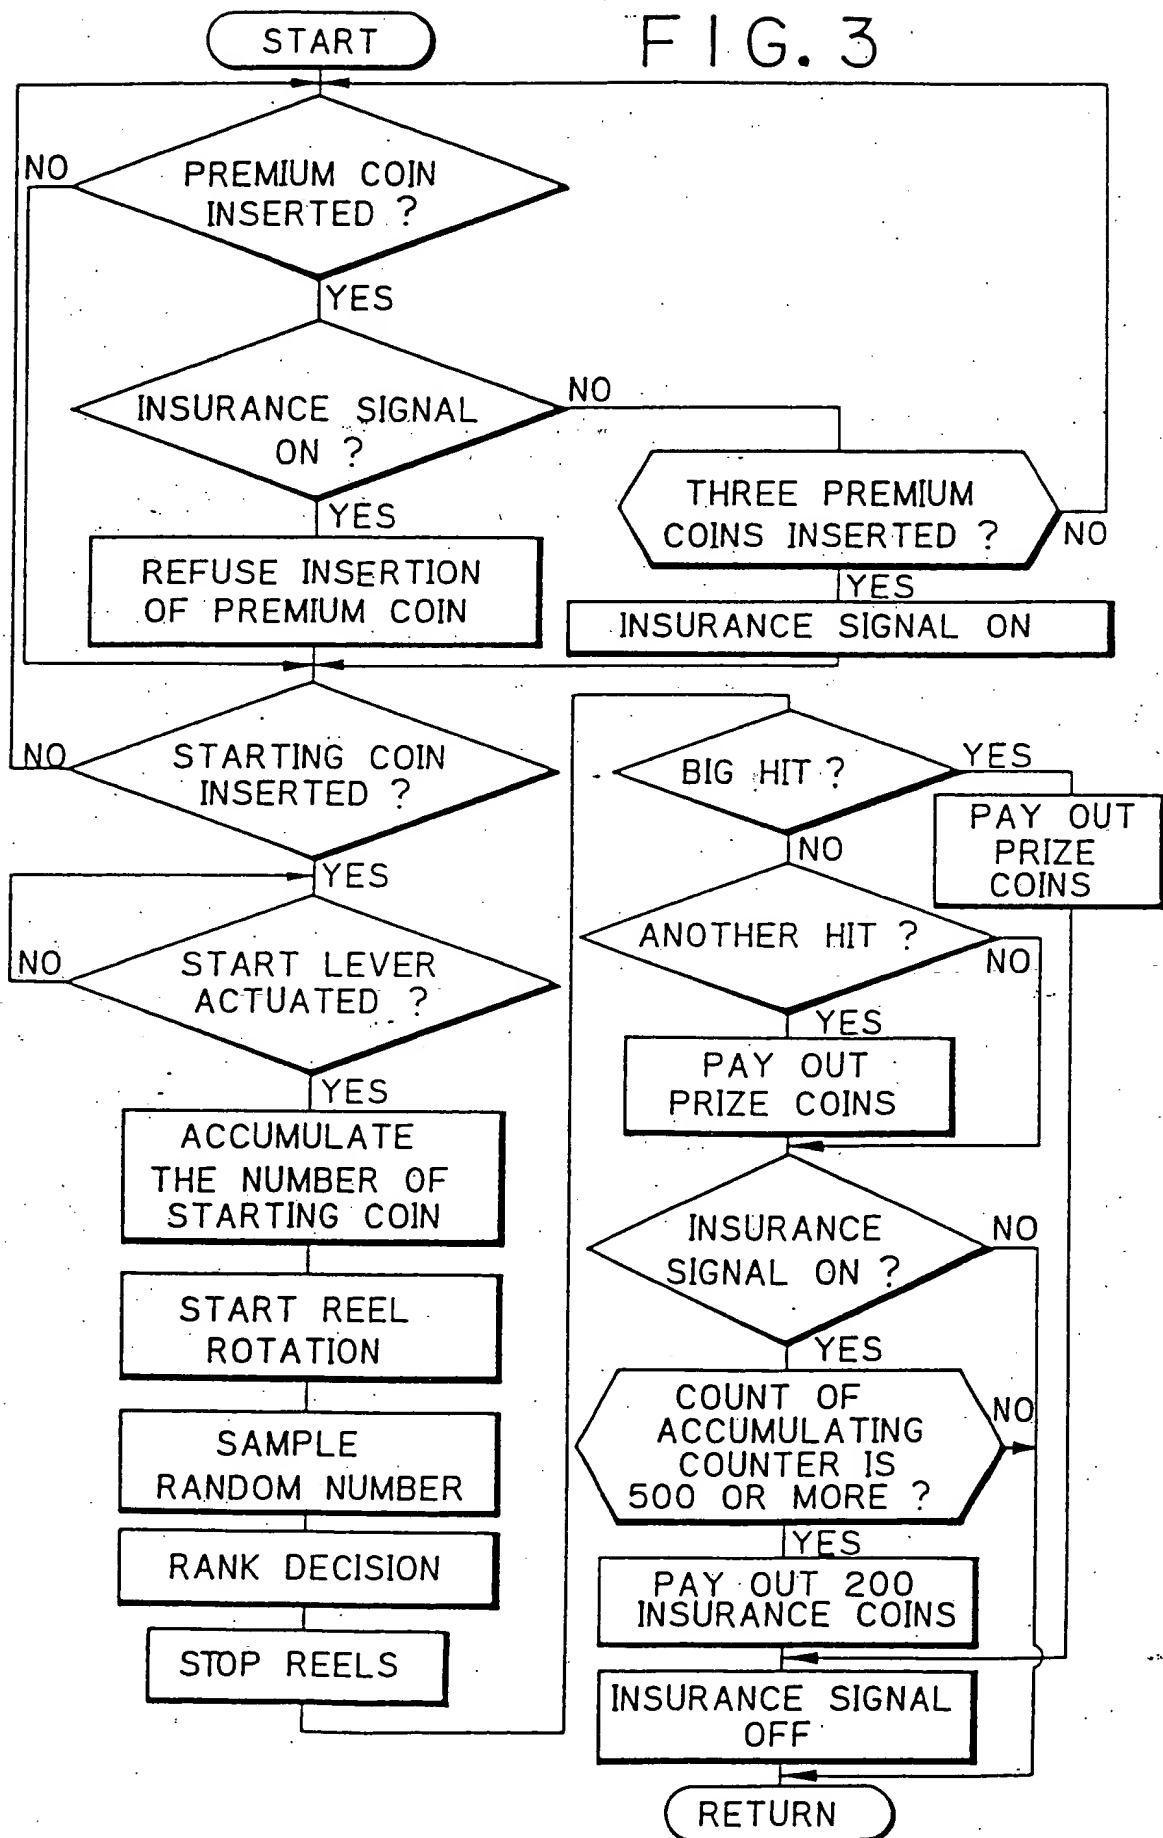 START
FIG. 3
NO
PREMIUM COIN
INSERTED ?
YES
INSURANCE SIGNAL
ON ?
NO
YES
THREE PREMIUM
COINS INSERTED ?
NO
YES
REFUSE INSERTION
OF PREMIUM COIN
INSURANCE SIGNAL ON
NO
STARTING COIN
INSERTED ?
YES
NO
START LEVER
ACTUATED ?
YES
ACCUMULATE
THE NUMBER OF
STARTING COIN
START REEL
ROTATION
SAMPLE
RANDOM NUMBER
RANK DECISION
STOP REELS
BIG HIT ?
YES
PAY OUT
PRIZE
COINS
NO
ANOTHER HIT ?
NO
YES
PAY OUT
PRIZE COINS
INSURANCE
SIGNAL ON ?
NO
YES
COUNT OF
ACCUMULATING
COUNTER IS
500 OR MORE ?
NO
YES
PAY OUT 200
INSURANCE COINS
INSURANCE SIGNAL
OFF
RETURN